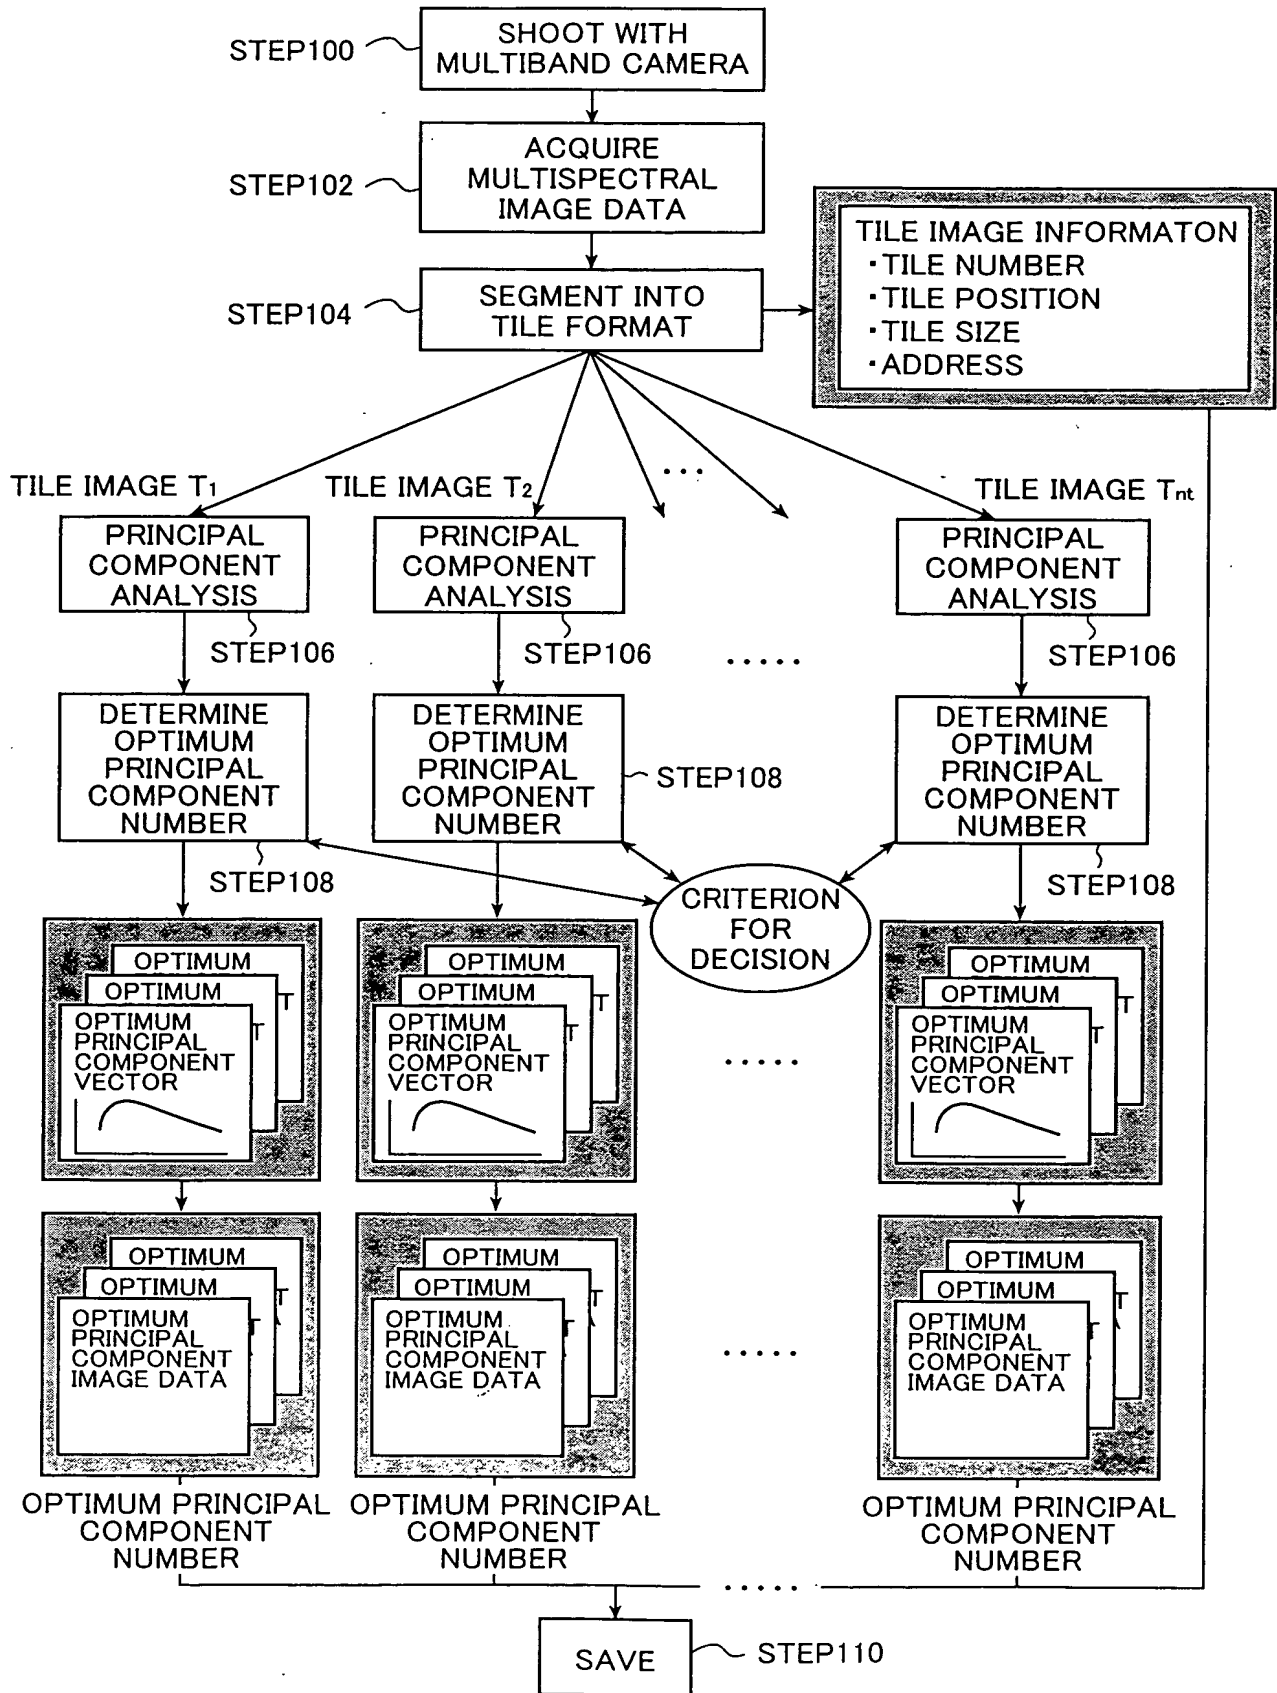 SHOOT WITH
MULTIBAND CAMERA
STEP100
ACQUIRE
MULTISPECTRAL
IMAGE DATA
STEP102
SEGMENT INTO
TILE FORMAT
STEP104
TILE IMAGE INFORMATON
・TILE NUMBER
・TILE POSITION
・TILE SIZE
・ADDRESS
...
TILE IMAGE T1
TILE IMAGE T2
TILE IMAGE Tnt
PRINCIPAL
COMPONENT
ANALYSIS
PRINCIPAL
COMPONENT
ANALYSIS
PRINCIPAL
COMPONENT
ANALYSIS
STEP106
STEP106
.....
STEP106
DETERMINE
OPTIMUM
PRINCIPAL
COMPONENT
NUMBER
DETERMINE
OPTIMUM
PRINCIPAL
COMPONENT
NUMBER
STEP108
DETERMINE
OPTIMUM
PRINCIPAL
COMPONENT
NUMBER
STEP108
CRITERION
FOR
DECISION
STEP108
OPTIMUM
OPTIMUM
T
T
OPTIMUM
PRINCIPAL
COMPONENT
VECTOR
OPTIMUM
OPTIMUM
T
T
OPTIMUM
PRINCIPAL
COMPONENT
VECTOR
.....
OPTIMUM
OPTIMUM
T
T
OPTIMUM
PRINCIPAL
COMPONENT
VECTOR
OPTIMUM
OPTIMUM
T
T
OPTIMUM
PRINCIPAL
COMPONENT
IMAGE DATA
OPTIMUM
OPTIMUM
T
T
OPTIMUM
PRINCIPAL
COMPONENT
IMAGE DATA
.....
OPTIMUM
OPTIMUM
T
T
OPTIMUM
PRINCIPAL
COMPONENT
IMAGE DATA
OPTIMUM PRINCIPAL
COMPONENT
NUMBER
OPTIMUM PRINCIPAL
COMPONENT
NUMBER
OPTIMUM PRINCIPAL
COMPONENT
NUMBER
.....
SAVE
STEP110